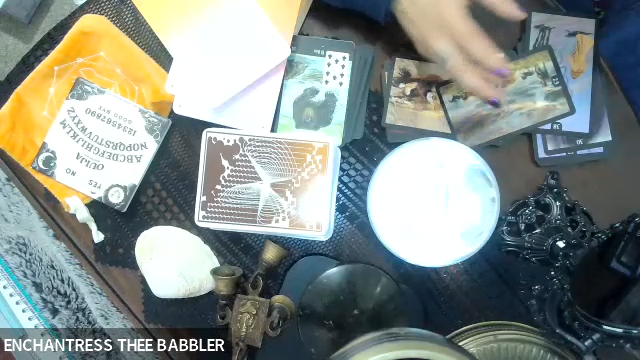 GOOD BYE
1234567890
NOPQRSTUVWXYZ
ABCDEFGHIJKLM
OUIJA
NO
YES
ENCHANTRESS THEE BABBLER